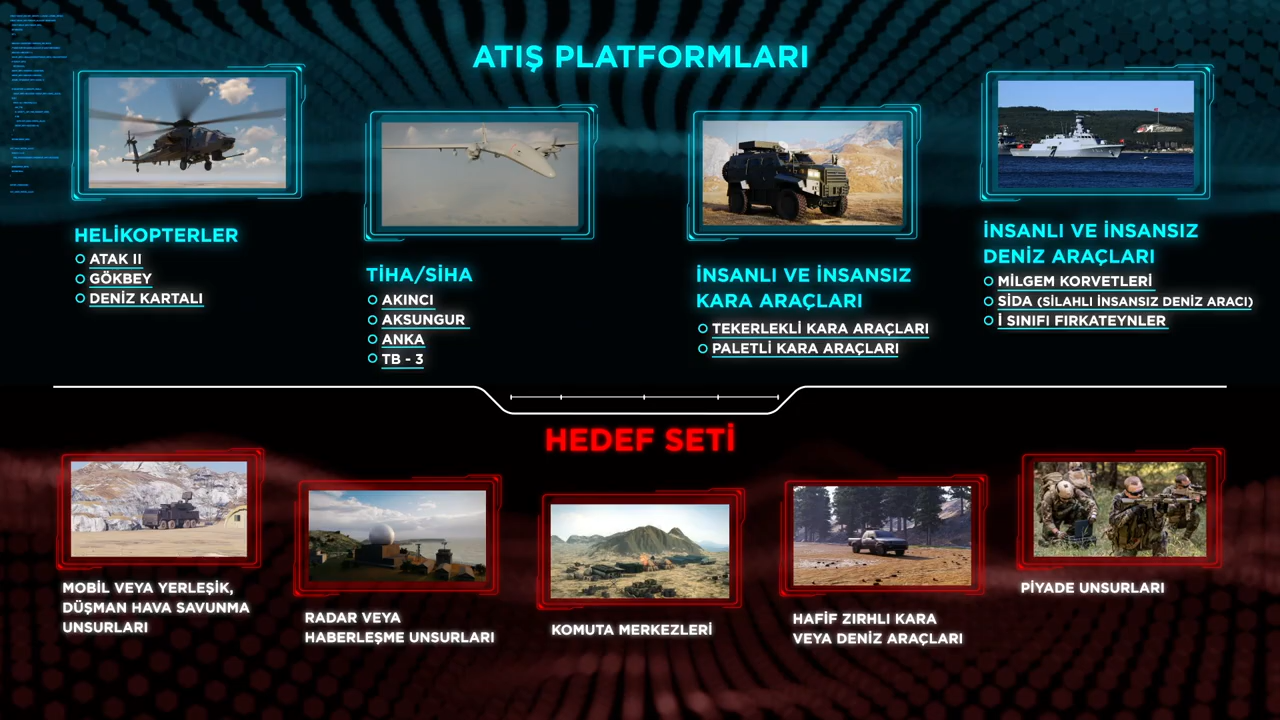 ATIŞ PLATFORMLARI
HELİKOPTERLER
ATAK II
GÖKBEY
DENİZ KARTALI
TİHA/SİHA
AKINCI
AKSUNGUR
ANKA
TB - 3
İNSANLI VE İNSANSIZ
KARA ARAÇLARI
TEKERLEKLİ KARA ARAÇLARI
PALETLİ KARA ARAÇLARI
İNSANLI VE İNSANSIZ
DENİZ ARAÇLARI
MİLGEM KORVETLERİ
SİDA (SİLAHLI İNSANSIZ DENİZ ARACI)
İ SINIFI FIRKATEYNLER
HEDEF SETİ
MOBİL VEYA YERLEŞİK,
DÜŞMAN HAVA SAVUNMA
UNSURLARI
RADAR VEYA
HABERLEŞME UNSURLARI
KOMUTA MERKEZLERİ
HAFİF ZIRHLI KARA
VEYA DENİZ ARAÇLARI
PİYADE UNSURLARI